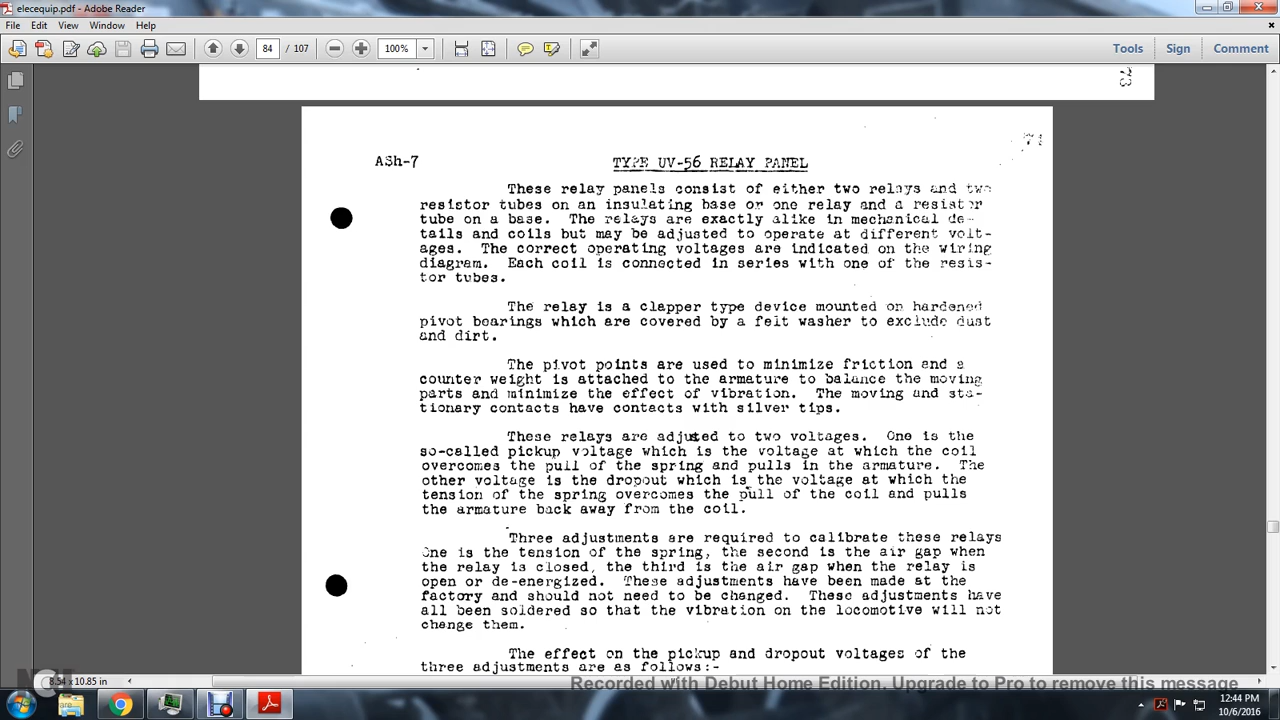 elecequip.pdf - Adobe Reader
File Edit View Window Help
84 / 107 100% Tools Sign Comment
83
71
ASh-7 TYPE UV-56 RELAY PANEL
These relay panels consist of either two relays and two
resistor tubes on an insulating base or one relay and a resistor
tube on a base. The relays are exactly alike in mechanical de-
tails and coils but may be adjusted to operate at different volt-
ages. The correct operating voltages are indicated on the wiring
diagram. Each coil is connected in series with one of the resis-
tor tubes.
The relay is a clapper type device mounted on hardened
pivot bearings which are covered by a felt washer to exclude dust
and dirt.
The pivot points are used to minimize friction and a
counter weight is attached to the armature to balance the moving
parts and minimize the effect of vibration. The moving and sta-
tionary contacts have contacts with silver tips.
These relays are adjusted to two voltages. One is the
so-called pickup voltage which is the voltage at which the coil
overcomes the pull of the spring and pulls in the armature. The
other voltage is the dropout which is the voltage at which the
tension of the spring overcomes the pull of the coil and pulls
the armature back away from the coil.
Three adjustments are required to calibrate these relays
One is the tension of the spring, the second is the air gap when
the relay is closed, the third is the air gap when the relay is
open or de-energized. These adjustments have been made at the
factory and should not need to be changed. These adjustments have
all been soldered so that the vibration on the locomotive will not
change them.
The effect on the pickup and dropout voltages of the
three adjustments are as follows:-
8.54 x 10.85 in
Recorded with Debut Home Edition. Upgrade to Pro to remove this message
12:44 PM
10/6/2016